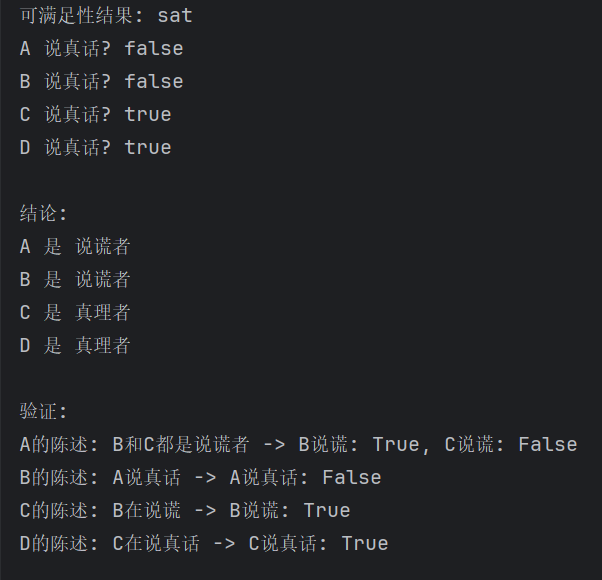 可满足性结果: sat
A 说真话? false
B 说真话? false
C 说真话? true
D 说真话? true
结论:
A 是 说谎者
B 是 说谎者
C 是 真理者
D 是 真理者
验证:
A的陈述: B和C都是说谎者 -> B说谎: True, C说谎: False
B的陈述: A说真话 -> A说真话: False
C的陈述: B在说谎 -> B说谎: True
D的陈述: C在说真话 -> C说真话: True